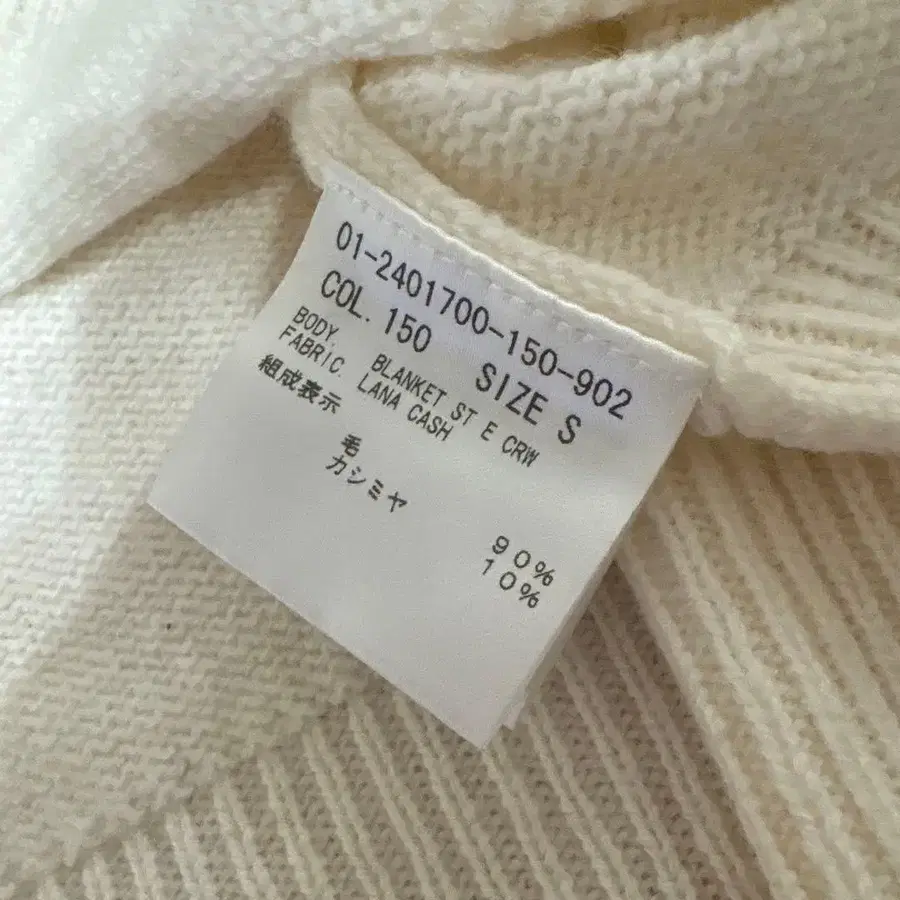 01-2401700-150-902
COL. 150 SIZE S
BODY. BLANKET ST E CRW
FABRIC. LANA CASH
組成表示
毛 90%
カシミヤ 10%